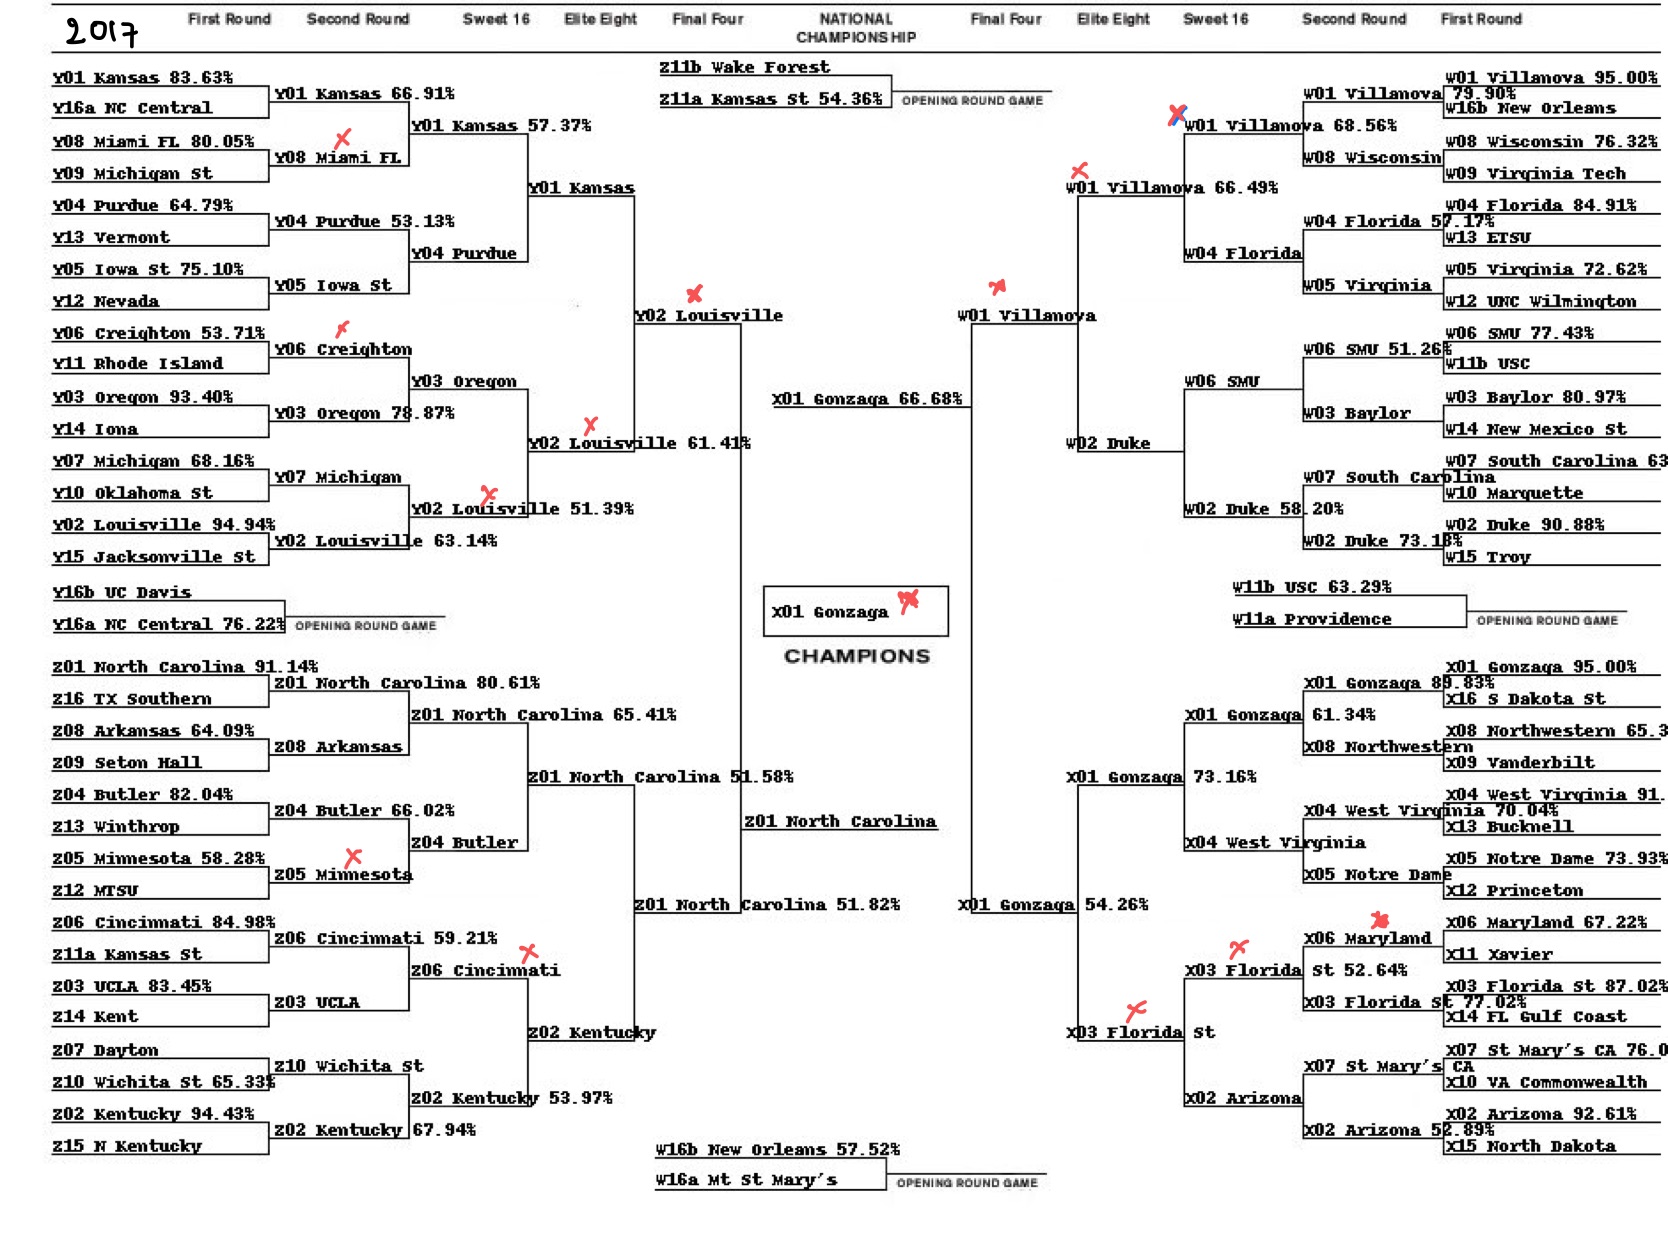 2017
First Round Second Round Sweet 16 Elite Eight Final Four NATIONAL CHAMPIONSHIP Final Four Elite Eight Sweet 16 Second Round First Round
Y01 Kansas 83.63%
Y16a NC Central
Y08 Miami FL 80.05%
Y09 Michigan St
Y04 Purdue 64.79%
Y13 Vermont
Y05 Iowa St 75.10%
Y12 Nevada
Y06 Creighton 53.71%
Y11 Rhode Island
Y03 Oregon 93.40%
Y14 Iona
Y07 Michigan 68.16%
Y10 Oklahoma St
Y02 Louisville 94.94%
Y15 Jacksonville St
Y01 Kansas 66.91%
Y08 Miami FL
Y04 Purdue 53.13%
Y05 Iowa St
Y06 Creighton
Y03 Oregon 78.87%
Y07 Michigan
Y02 Louisville 63.14%
Y01 Kansas 57.37%
Y04 Purdue
Y03 Oregon
Y02 Louisville 51.39%
Y01 Kansas
Y02 Louisville 61.41%
Y02 Louisville
Y16b UC Davis
Y16a NC Central 76.22%
OPENING ROUND GAME
Z11b Wake Forest
Z11a Kansas St 54.36%
OPENING ROUND GAME
Z01 North Carolina 91.14%
Z16 TX Southern
Z08 Arkansas 64.09%
Z09 Seton Hall
Z04 Butler 82.04%
Z13 Winthrop
Z05 Minnesota 58.28%
Z12 MTSU
Z06 Cincinnati 84.98%
Z11a Kansas St
Z03 UCLA 83.45%
Z14 Kent
Z07 Dayton
Z10 Wichita St 65.33%
Z02 Kentucky 94.43%
Z15 N Kentucky
Z01 North Carolina 80.61%
Z08 Arkansas
Z04 Butler 66.02%
Z05 Minnesota
Z06 Cincinnati 59.21%
Z03 UCLA
Z10 Wichita St
Z02 Kentucky 67.94%
Z01 North Carolina 65.41%
Z04 Butler
Z06 Cincinnati
Z02 Kentucky 53.97%
Z01 North Carolina 51.58%
Z02 Kentucky
Z01 North Carolina 51.82%
Z01 North Carolina
X01 Gonzaga 66.68%
X01 Gonzaga
CHAMPIONS
W01 Villanova
X01 Gonzaga 54.26%
W01 Villanova 66.49%
W02 Duke
W01 Villanova 68.56%
W04 Florida
W06 SMU
W02 Duke 58.20%
W01 Villanova 79.90%
W08 Wisconsin
W04 Florida 57.17%
W05 Virginia
W06 SMU 51.26%
W03 Baylor
W07 South Carolina
W02 Duke 73.18%
W01 Villanova 95.00%
W16b New Orleans
W08 Wisconsin 76.32%
W09 Virginia Tech
W04 Florida 84.91%
W13 ETSU
W05 Virginia 72.62%
W12 UNC Wilmington
W06 SMU 77.43%
W11b USC
W03 Baylor 80.97%
W14 New Mexico St
W07 South Carolina 63
W10 Marquette
W02 Duke 90.88%
W15 Troy
W11b USC 63.29%
W11a Providence
OPENING ROUND GAME
X01 Gonzaga 73.16%
X03 Florida St
X01 Gonzaga 61.34%
X04 West Virginia
X03 Florida St 52.64%
X02 Arizona
X01 Gonzaga 89.83%
X08 Northwestern
X04 West Virginia 70.04%
X05 Notre Dame
X06 Maryland
X03 Florida St 77.02%
X07 St Mary's CA
X02 Arizona 52.89%
X01 Gonzaga 95.00%
X16 S Dakota St
X08 Northwestern 65.3
X09 Vanderbilt
X04 West Virginia 91.
X13 Bucknell
X05 Notre Dame 73.93%
X12 Princeton
X06 Maryland 67.22%
X11 Xavier
X03 Florida St 87.02%
X14 FL Gulf Coast
X07 St Mary's CA 76.0
X10 VA Commonwealth
X02 Arizona 92.61%
X15 North Dakota
W16b New Orleans 57.52%
W16a Mt St Mary's
OPENING ROUND GAME